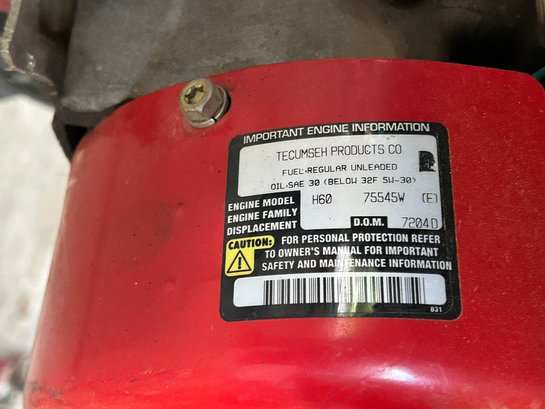 IMPORTANT ENGINE INFORMATION
TECUMSEH PRODUCTS CO.
FUEL:REGULAR UNLEADED
OIL:SAE 30 (BELOW 32F 5W-30)
ENGINE MODEL H60 75545W (E)
ENGINE FAMILY
DISPLACEMENT D.O.M. 7204D
CAUTION: FOR PERSONAL PROTECTION REFER
TO OWNER'S MANUAL FOR IMPORTANT
SAFETY AND MAINTENANCE INFORMATION
831